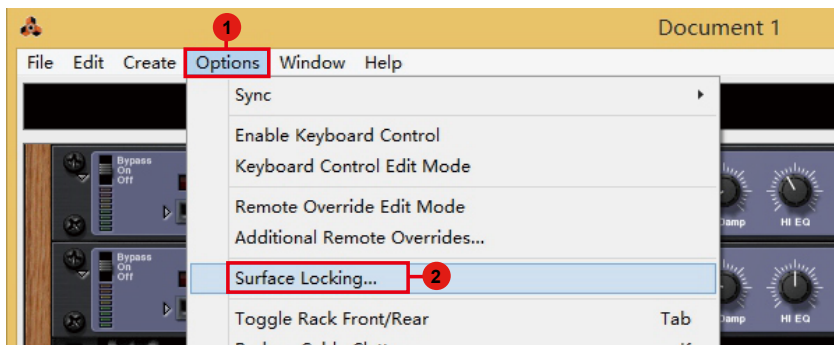 1
Document 1
File Edit Create Options Window Help
Sync
Enable Keyboard Control
Keyboard Control Edit Mode
Remote Override Edit Mode
Additional Remote Overrides...
Surface Locking... 2
Toggle Rack Front/Rear Tab
Bypass
On
Off
Damp HI EQ
Bypass
On
Off
Damp HI EQ